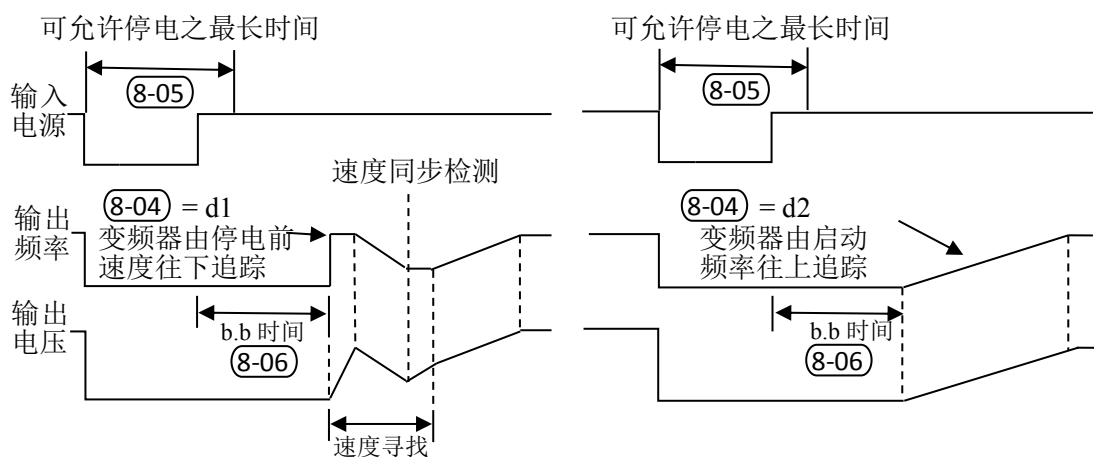 可允许停电之最长时间
8-05
输入
电源
速度同步检测
8-04 = d1
变频器由停电前
速度往下追踪
输出
频率
b.b 时间
8-06
输出
电压
速度寻找
可允许停电之最长时间
8-05
8-04 = d2
变频器由启动
频率往上追踪
b.b 时间
8-06